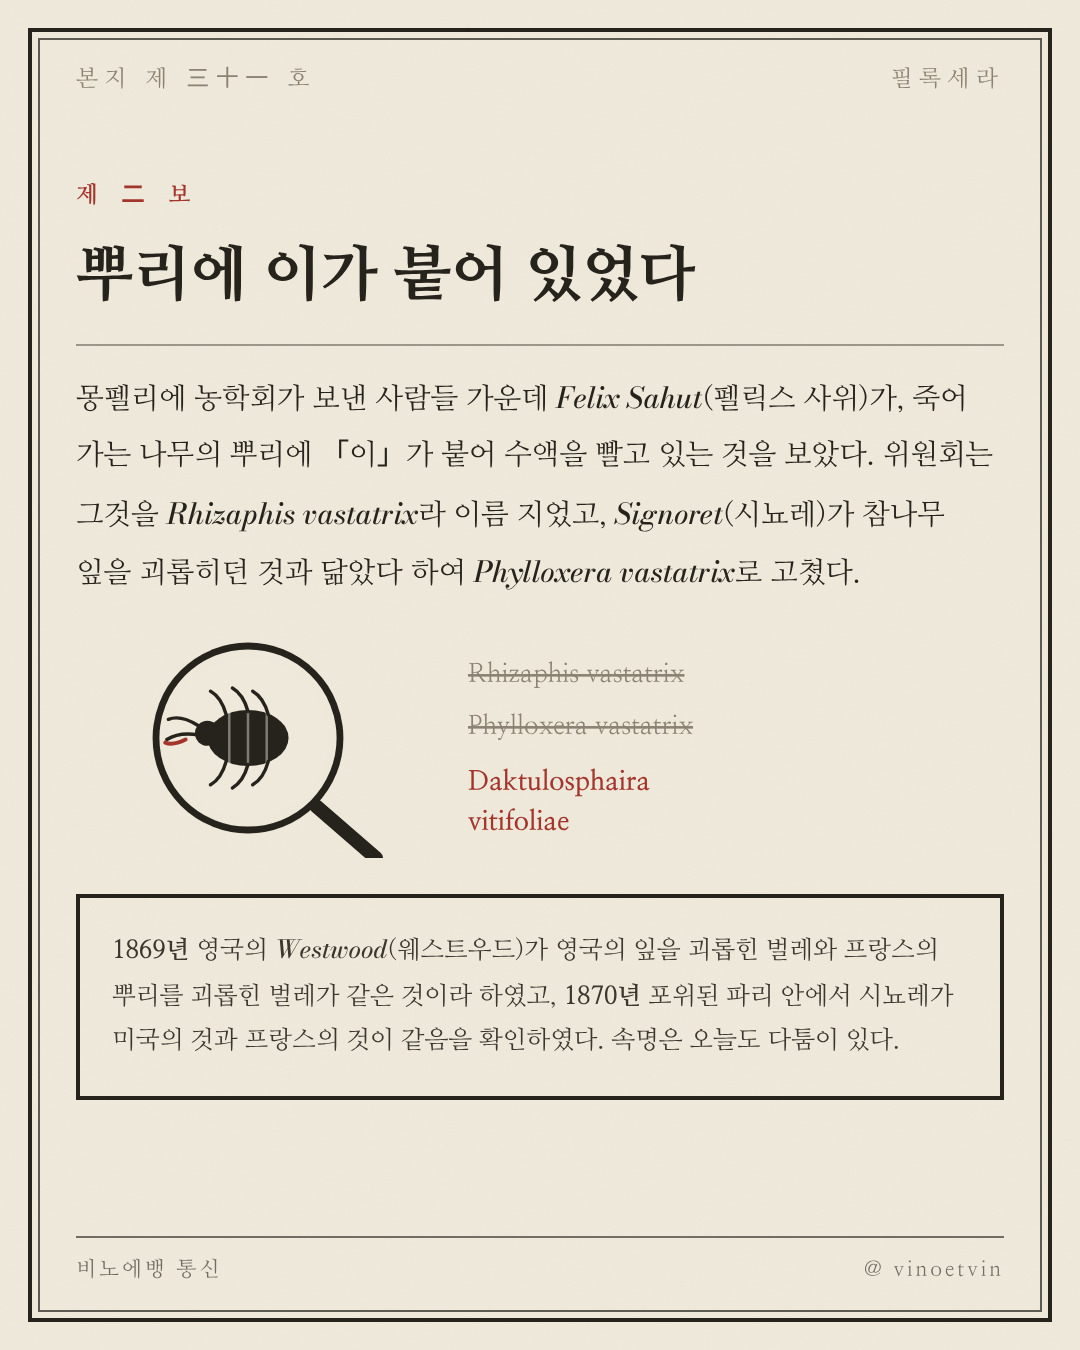 본지 제 三十一 호
필록세라
제 二 보
뿌리에 이가 붙어 있었다
몽펠리에 농학회가 보낸 사람들 가운데 Felix Sahut(펠릭스 사위)가, 죽어
가는 나무의 뿌리에 「이」가 붙어 수액을 빨고 있는 것을 보았다. 위원회는
그것을 Rhizaphis vastatrix라 이름 지었고, Signoret(시뇨레)가 참나무
잎을 괴롭히던 것과 닮았다 하여 Phylloxera vastatrix로 고쳤다.
Rhizaphis vastatrix
Phylloxera vastatrix
Daktulosphaira
vitifoliae
1869년 영국의 Westwood(웨스트우드)가 영국의 잎을 괴롭힌 벌레와 프랑스의
뿌리를 괴롭힌 벌레가 같은 것이라 하였고, 1870년 포위된 파리 안에서 시뇨레가
미국의 것과 프랑스의 것이 같음을 확인하였다. 속명은 오늘도 다툼이 있다.
비노에뱅 통신
@ vinoetvin